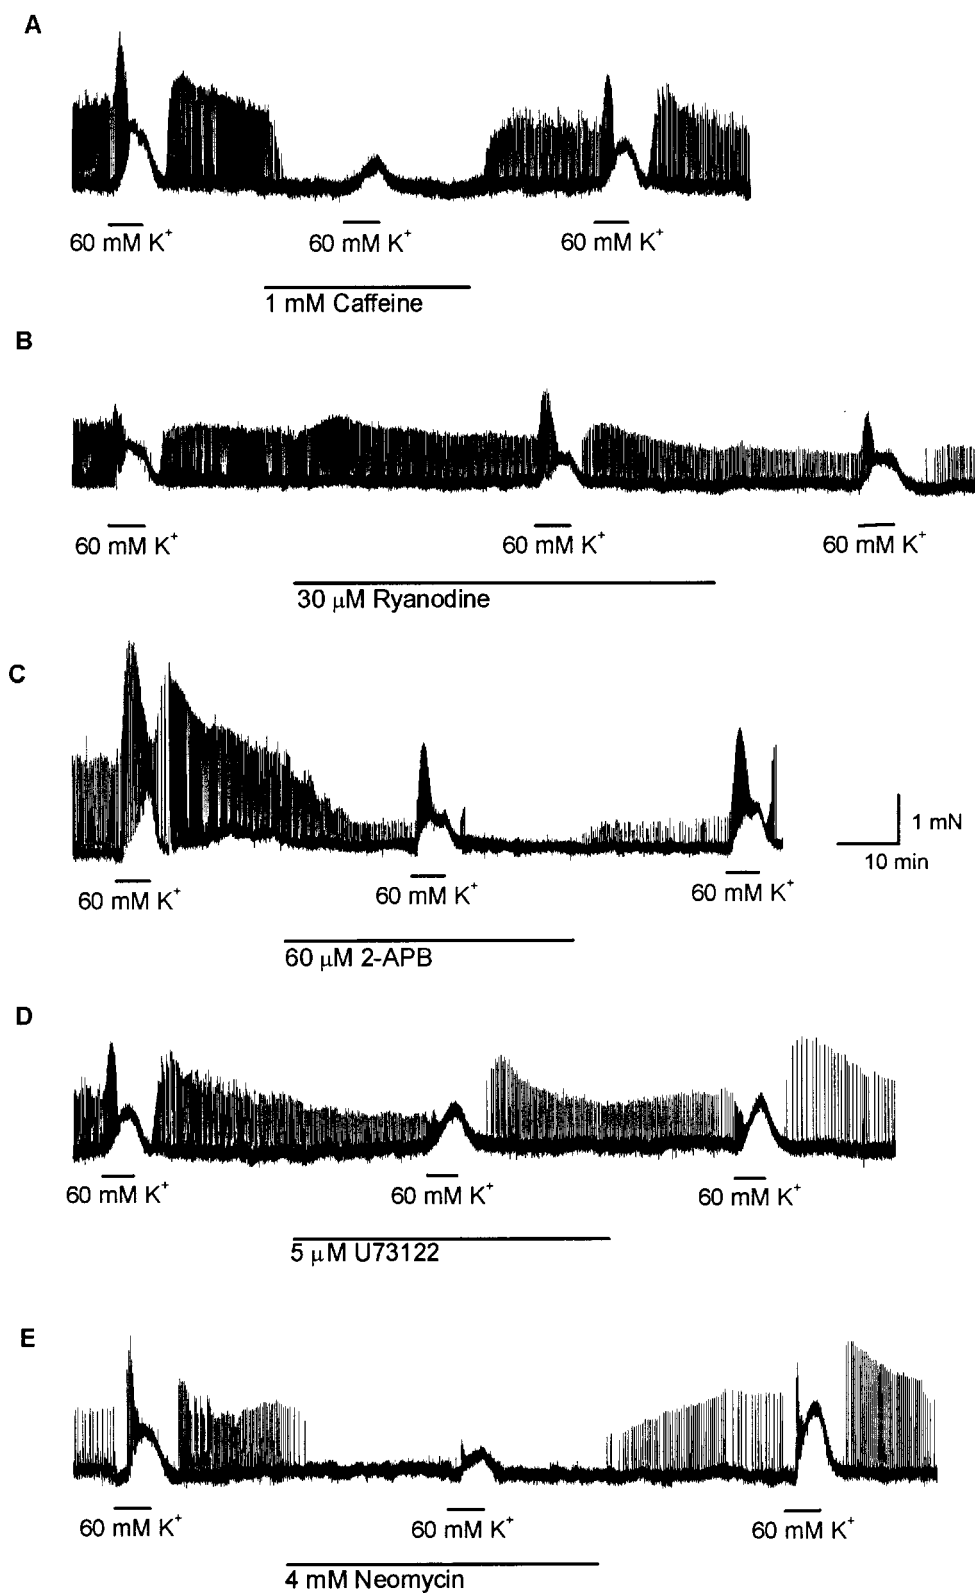 A
60 mM K⁺ 60 mM K⁺ 60 mM K⁺
1 mM Caffeine
B
60 mM K⁺ 60 mM K⁺ 60 mM K⁺
30 μM Ryanodine
C
1 mN
10 min
60 mM K⁺ 60 mM K⁺ 60 mM K⁺
60 μM 2-APB
D
60 mM K⁺ 60 mM K⁺ 60 mM K⁺
5 μM U73122
E
60 mM K⁺ 60 mM K⁺ 60 mM K⁺
4 mM Neomycin